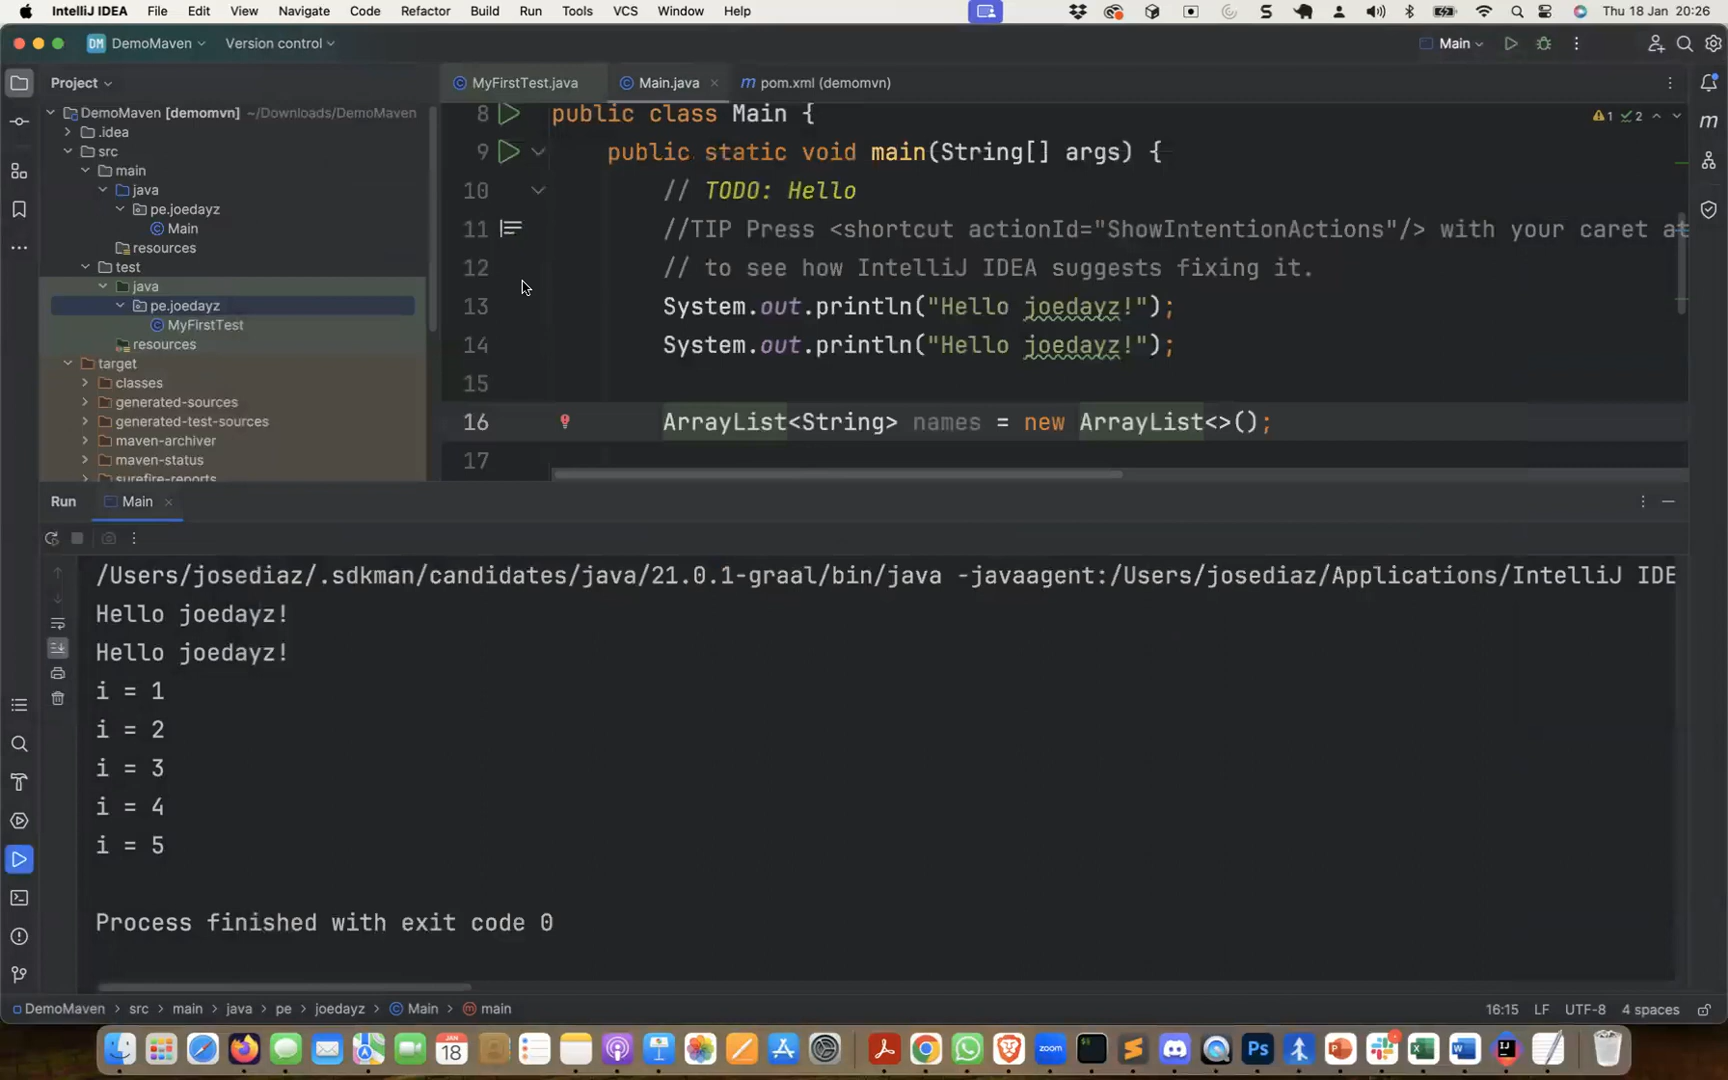 IntelliJ IDEA File Edit View Navigate Code Refactor Build Run Tools VCS Window Help Thu 18 Jan 20:26
DM DemoMaven Version control Main
Project
DemoMaven [demomvn] ~/Downloads/DemoMaven
.idea
src
main
java
pe.joedayz
Main
resources
test
java
pe.joedayz
MyFirstTest
resources
target
classes
generated-sources
generated-test-sources
maven-archiver
maven-status
surefire-reports
MyFirstTest.java Main.java pom.xml (demomvn)
1 2
8 public class Main {
9 public static void main(String[] args) {
10 // TODO: Hello
11 //TIP Press <shortcut actionId="ShowIntentionActions"/> with your caret at
12 // to see how IntelliJ IDEA suggests fixing it.
13 System.out.println("Hello joedayz!");
14 System.out.println("Hello joedayz!");
15
16 ArrayList<String> names = new ArrayList<>();
17
Run Main
/Users/josediaz/.sdkman/candidates/java/21.0.1-graal/bin/java -javaagent:/Users/josediaz/Applications/IntelliJ IDE
Hello joedayz!
Hello joedayz!
i = 1
i = 2
i = 3
i = 4
i = 5
Process finished with exit code 0
DemoMaven > src > main > java > pe > joedayz > Main > main 16:15 LF UTF-8 4 spaces
JAN
18
zoom
Ps